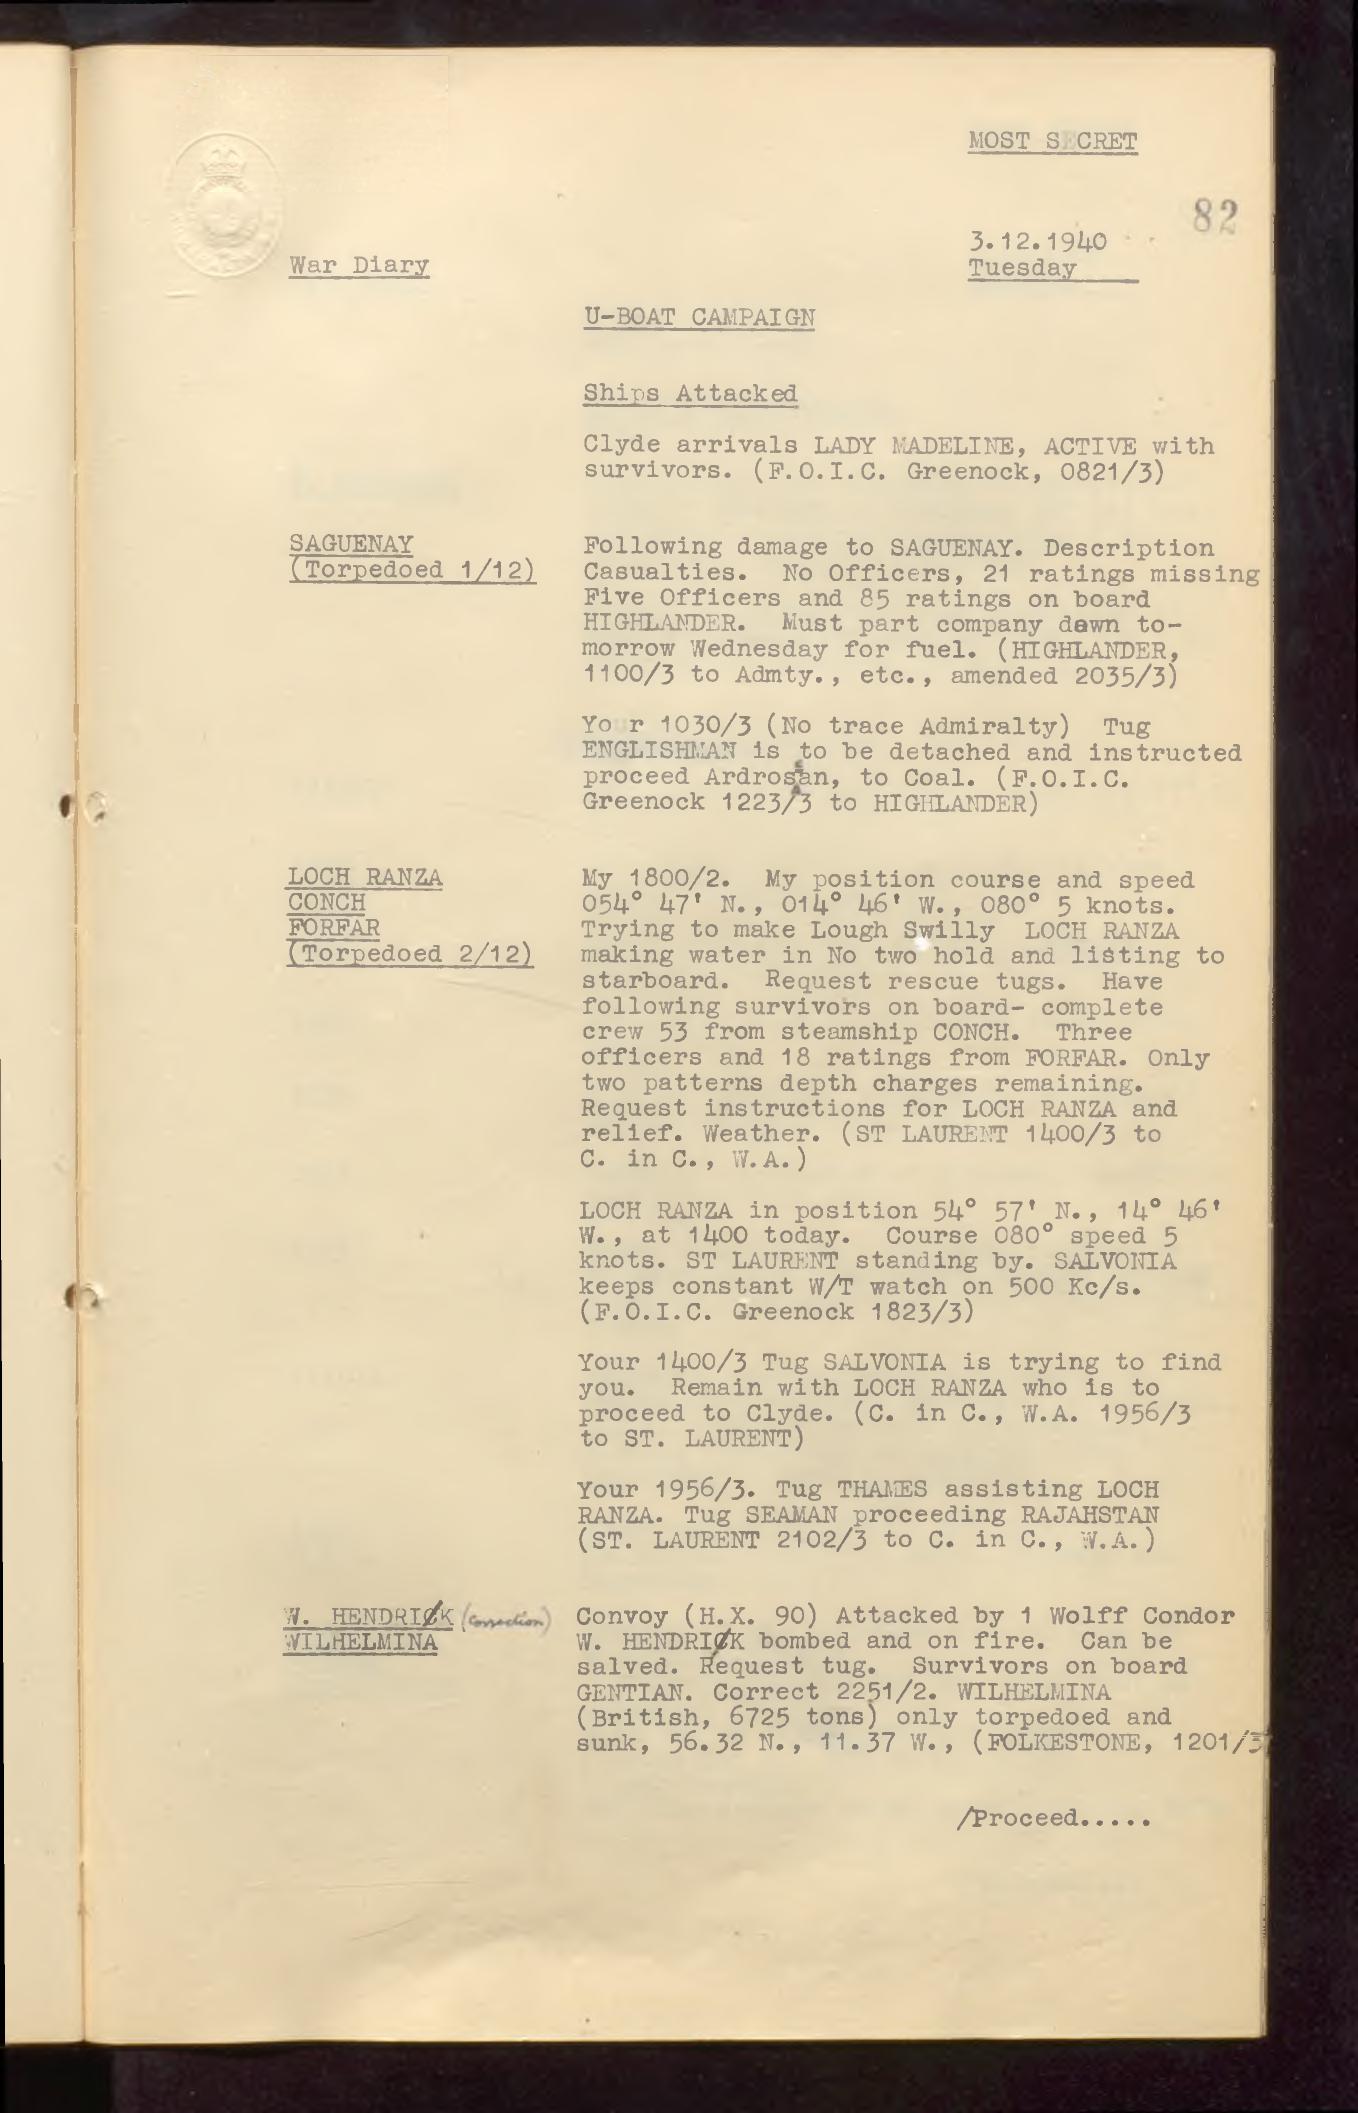 MOST SECRET
82
3.12.1940
War Diary
Tuesday
U-BOAT CAMPAIGN
Ships Attacked
Clyde arrivals LADY MADELINE, ACTIVE with
survivors. (F.O.I.C. Greenock, 0821/3)
SAGUENAY
(Torpedoed 1/12)
Following damage to SAGUENAY. Description
Casualties. No Officers, 21 ratings missing
Five Officers and 85 ratings on board
HIGHLANDER. Must part company dawn to-
morrow Wednesday for fuel. (HIGHLANDER,
1100/3 to Admty., etc., amended 2035/3)
Your 1030/3 (No trace Admiralty) Tug
ENGLISHMAN is to be detached and instructed
proceed Ardrossan, to Coal. (F.O.I.C.
Greenock 1223/3 to HIGHLANDER)
LOCH RANZA
CONCH
FORFAR
(Torpedoed 2/12)
My 1800/2. My position course and speed
054° 47' N., 014° 46' W., 080° 5 knots.
Trying to make Lough Swilly LOCH RANZA
making water in No two hold and listing to
starboard. Request rescue tugs. Have
following survivors on board- complete
crew 53 from steamship CONCH. Three
officers and 18 ratings from FORFAR. Only
two patterns depth charges remaining.
Request instructions for LOCH RANZA and
relief. Weather. (ST LAURENT 1400/3 to
C. in C., W.A.)
LOCH RANZA in position 54° 57' N., 14° 46'
W., at 1400 today. Course 080° speed 5
knots. ST LAURENT standing by. SALVONIA
keeps constant W/T watch on 500 Kc/s.
(F.O.I.C. Greenock 1823/3)
Your 1400/3 Tug SALVONIA is trying to find
you. Remain with LOCH RANZA who is to
proceed to Clyde. (C. in C., W.A. 1956/3
to ST. LAURENT)
Your 1956/3. Tug THAMES assisting LOCH
RANZA. Tug SEAMAN proceeding RAJAHSTAN
(ST. LAURENT 2102/3 to C. in C., W.A.)
W. HENDRIK (correction)
WILHELMINA
Convoy (H.X. 90) Attacked by 1 Wolff Condor
W. HENDRIK bombed and on fire. Can be
salved. Request tug. Survivors on board
GENTIAN. Correct 2251/2. WILHELMINA
(British, 6725 tons) only torpedoed and
sunk, 56.32 N., 11.37 W., (FOLKESTONE, 1201/3
/Proceed.....